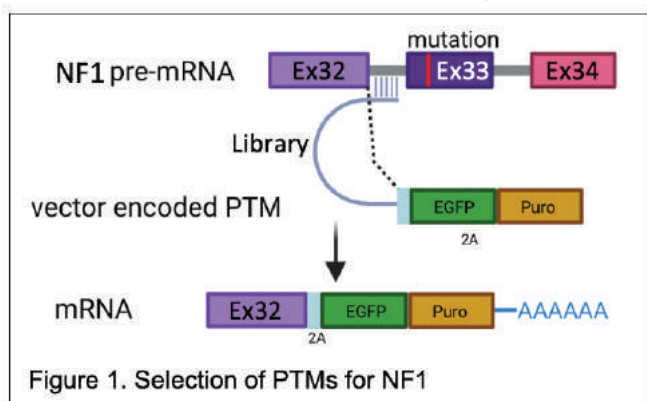 mutation
NF1 pre-mRNA Ex32 Ex33 Ex34
Library
vector encoded PTM EGFP Puro
2A
mRNA Ex32 EGFP Puro AAAAAA
2A
Figure 1. Selection of PTMs for NF1